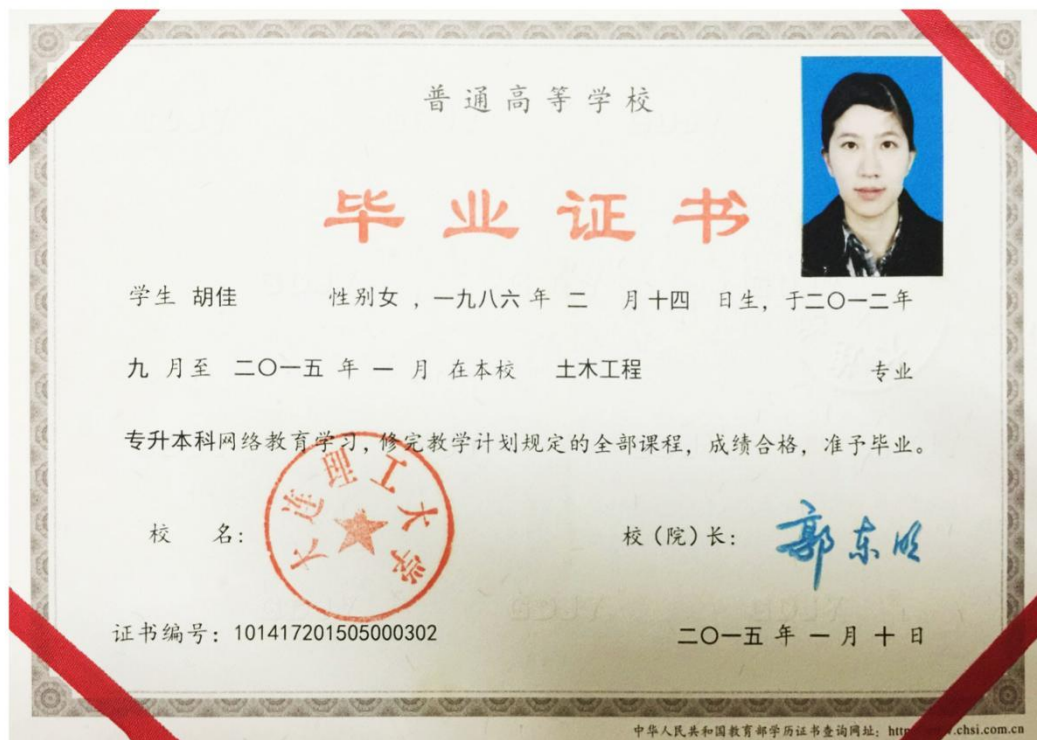 普通高等学校
毕业证书
学生 胡佳 性别女，一九八六年 二 月十四 日生，于二〇一二年
九 月至 二〇一五 年 一 月 在本校 土木工程 专业
专升本科网络教育学习，修完教学计划规定的全部课程，成绩合格，准予毕业。
大连理工大学
校 名：
校（院）长：
郭东明
证书编号：101417201505000302
二〇一五 年 一 月 十 日
中华人民共和国教育部学历证书查询网址：http .chsi.com.cn